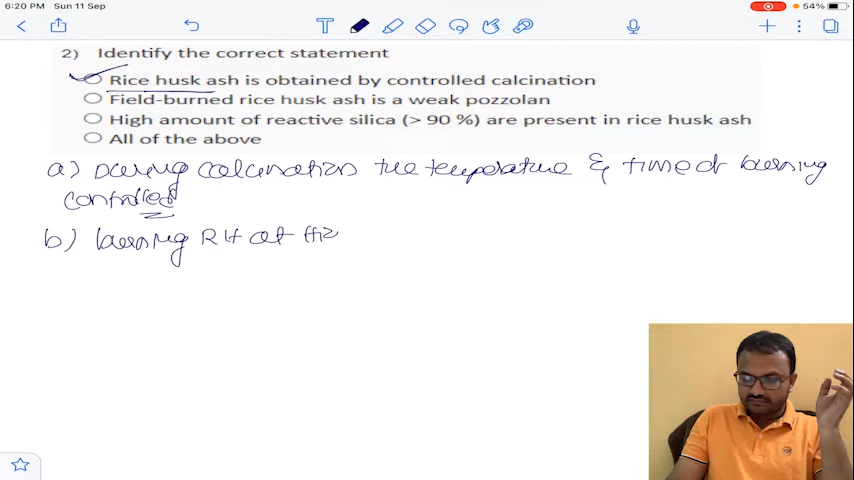 6:20 PM Sun 11 Sep
54%
2) Identify the correct statement
Rice husk ash is obtained by controlled calcination
Field-burned rice husk ash is a weak pozzolan
High amount of reactive silica (> 90 %) are present in rice husk ash
All of the above
a) During calcination the temperature & time of burning
controlled
b) burning RH at